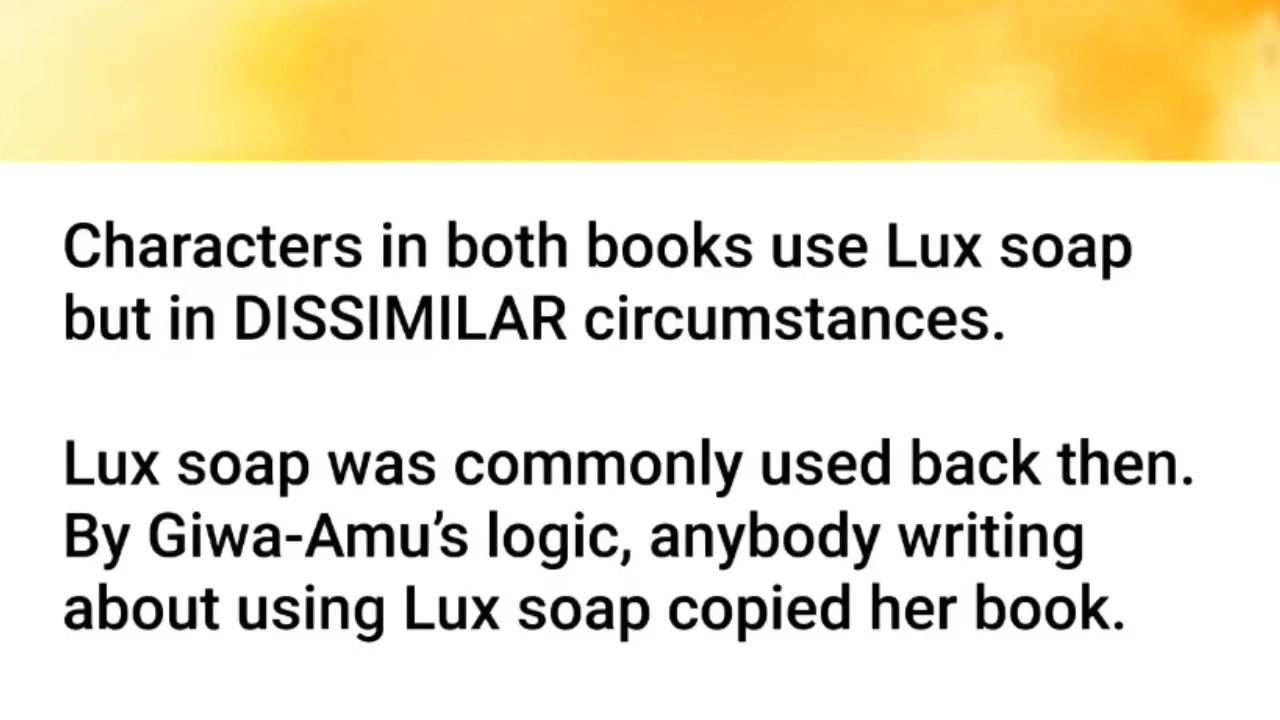 Characters in both books use Lux soap
but in DISSIMILAR circumstances.
Lux soap was commonly used back then.
By Giwa-Amu’s logic, anybody writing
about using Lux soap copied her book.